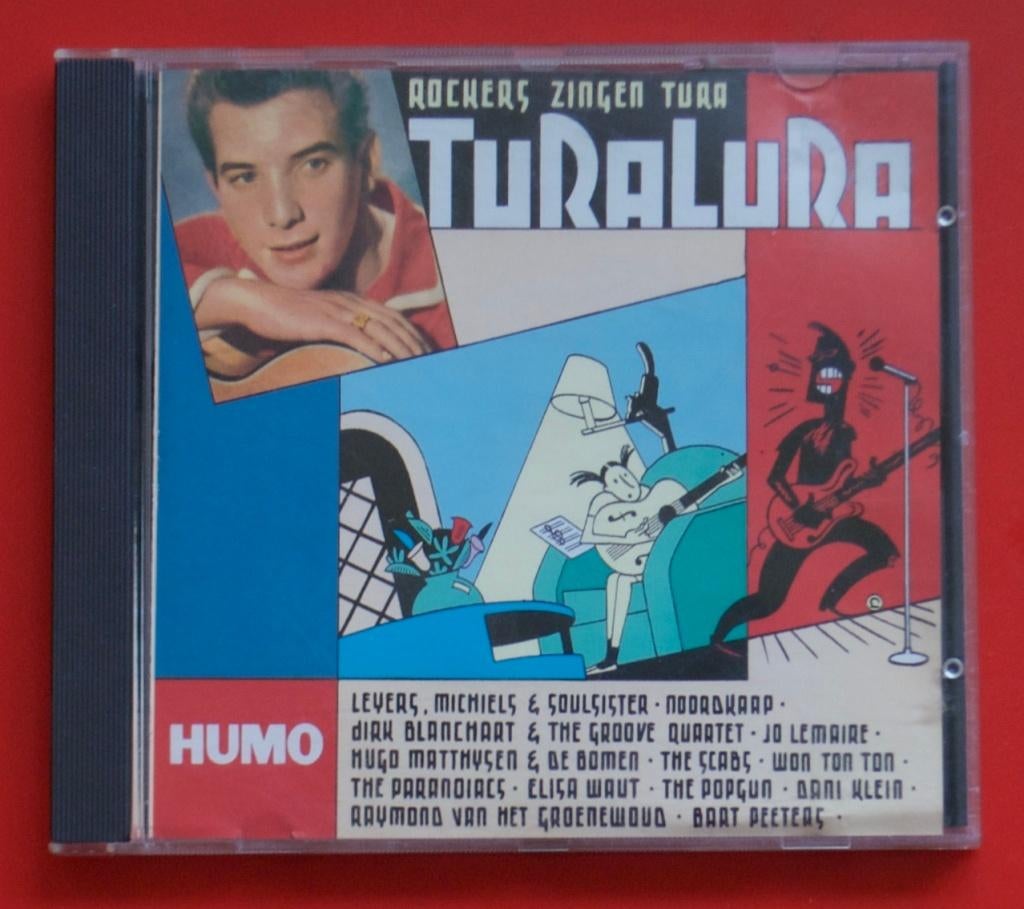 ROCKERS ZINGEN TURA
TURALURA
LEYERS, MICHIELS & SOULSISTER · NOORDKAAP ·
DIRK BLANCHART & THE GROOVE QUARTET · JO LEMAIRE ·
HUGO MATTHYSEN & DE BOMEN · THE SCABS · WON TON TON ·
THE PARANOIACS · ELISA WAUT · THE POPGUN · DANI KLEIN ·
RAYMOND VAN HET GROENEWOUD · BART PEETERS ·
HUMO